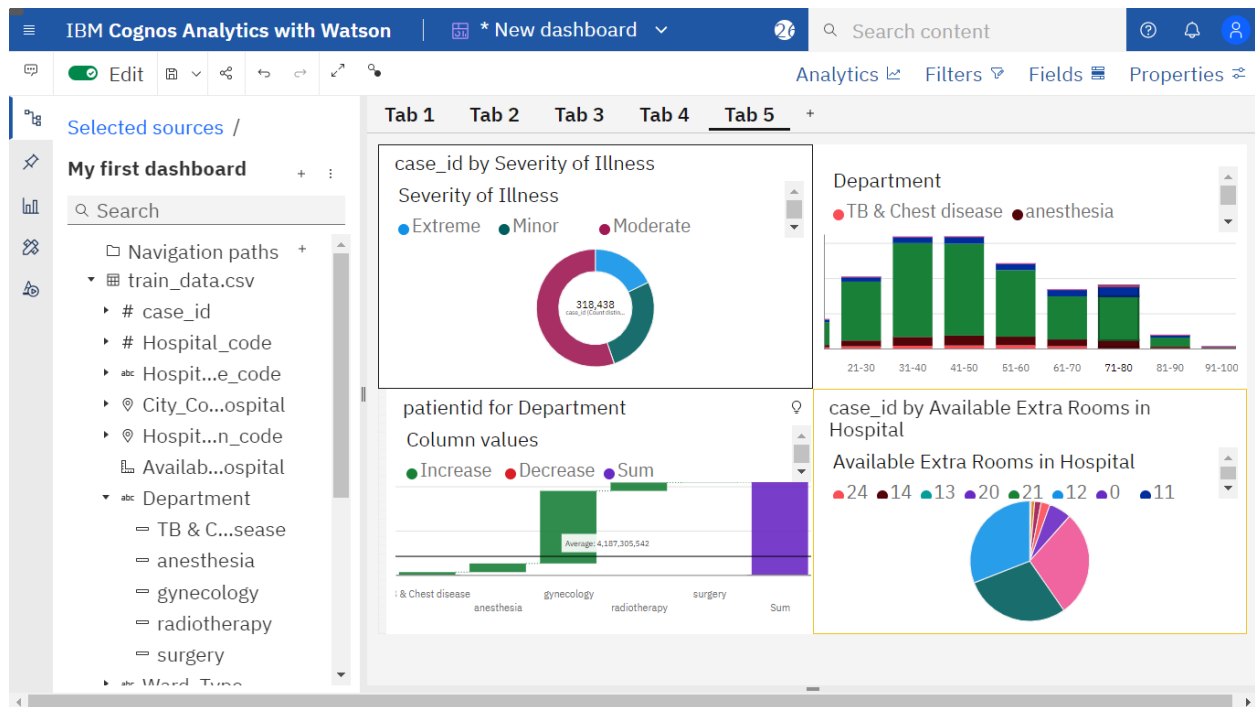 IBM Cognos Analytics with Watson
* New dashboard
Search content
Edit
Analytics
Filters
Fields
Properties
Selected sources /
My first dashboard
Search
Navigation paths
train_data.csv
# case_id
# Hospital_code
abc Hospit...e_code
City_Co...ospital
Hospit...n_code
Availab...ospital
abc Department
TB & C...sease
anesthesia
gynecology
radiotherapy
surgery
Tab 1 Tab 2 Tab 3 Tab 4 Tab 5 +
case_id by Severity of Illness
Severity of Illness
Extreme Minor Moderate
318,438
case_id (Count distin...
Department
TB & Chest disease anesthesia
21-30 31-40 41-50 51-60 61-70 71-80 81-90 91-100
patientid for Department
Column values
Increase Decrease Sum
Average: 4,187,305,542
& Chest disease
anesthesia
gynecology
radiotherapy
surgery
Sum
case_id by Available Extra Rooms in
Hospital
Available Extra Rooms in Hospital
24 14 13 20 21 12 0 11